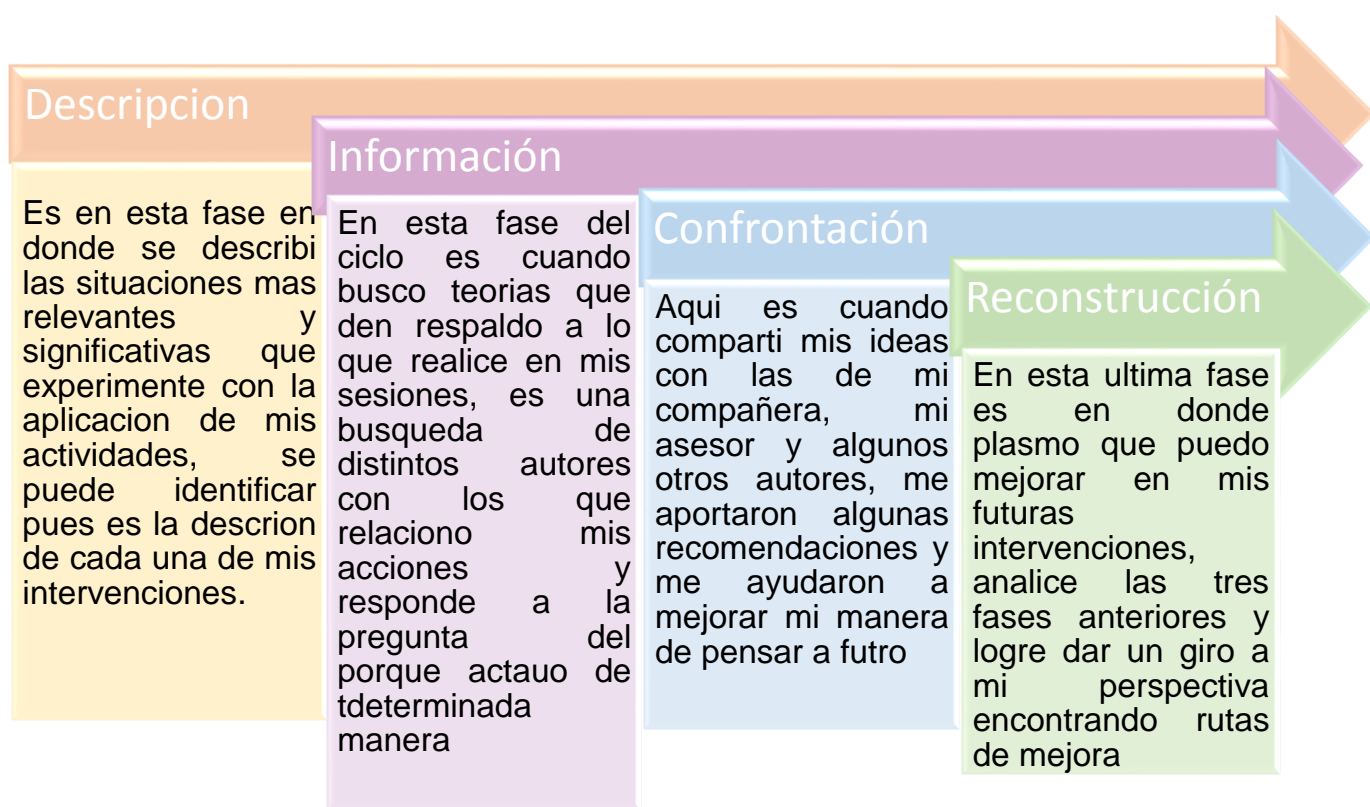 Descripcion
Es en esta fase en
donde se describi
las situaciones mas
relevantes y
significativas que
experimente con la
aplicacion de mis
actividades, se
puede identificar
pues es la descrion
de cada una de mis
intervenciones.
Información
En esta fase del
ciclo es cuando
busco teorias que
den respaldo a lo
que realice en mis
sesiones, es una
busqueda de
distintos autores
con los que
relaciono mis
acciones y
responde a la
pregunta del
porque actauo de
tdeterminada
manera
Confrontación
Aqui es cuando
comparti mis ideas
con las de mi
compañera, mi
asesor y algunos
otros autores, me
aportaron algunas
recomendaciones y
me ayudaron a
mejorar mi manera
de pensar a futro
Reconstrucción
En esta ultima fase
es en donde
plasmo que puedo
mejorar en mis
futuras
intervenciones,
analice las tres
fases anteriores y
logre dar un giro a
mi perspectiva
encontrando rutas
de mejora